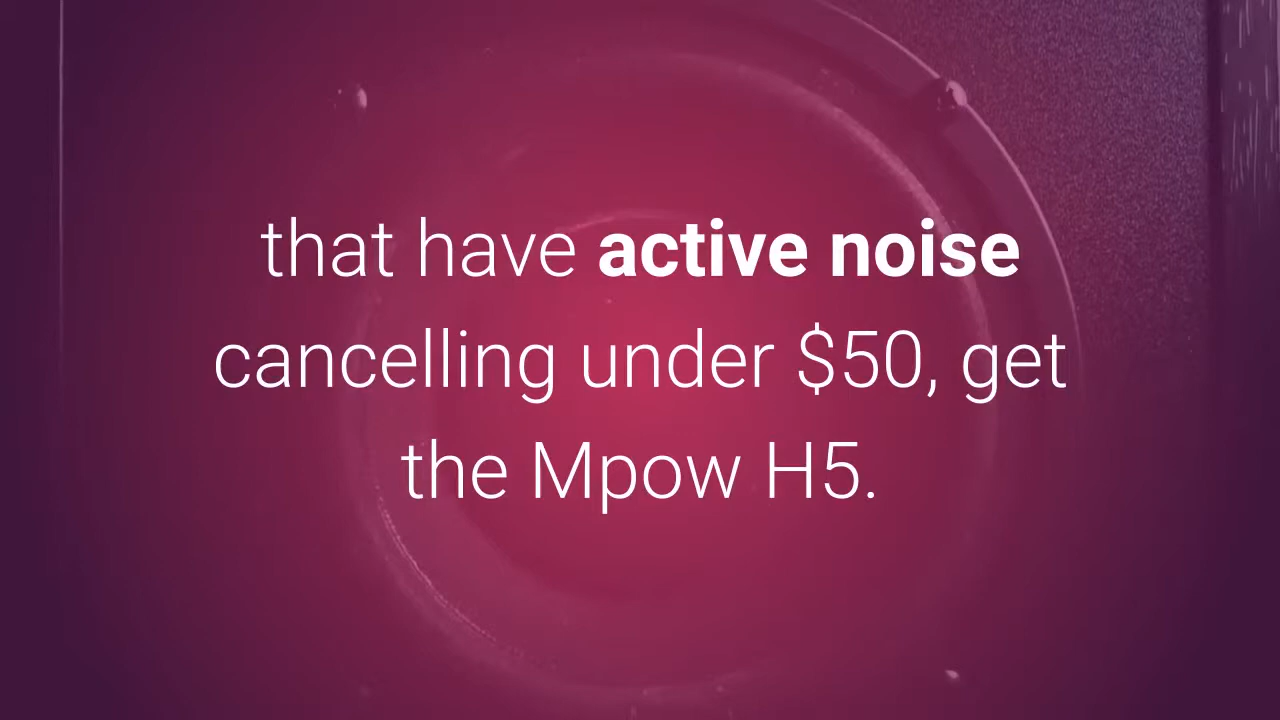 that have active noise
cancelling under $50, get
the Mpow H5.